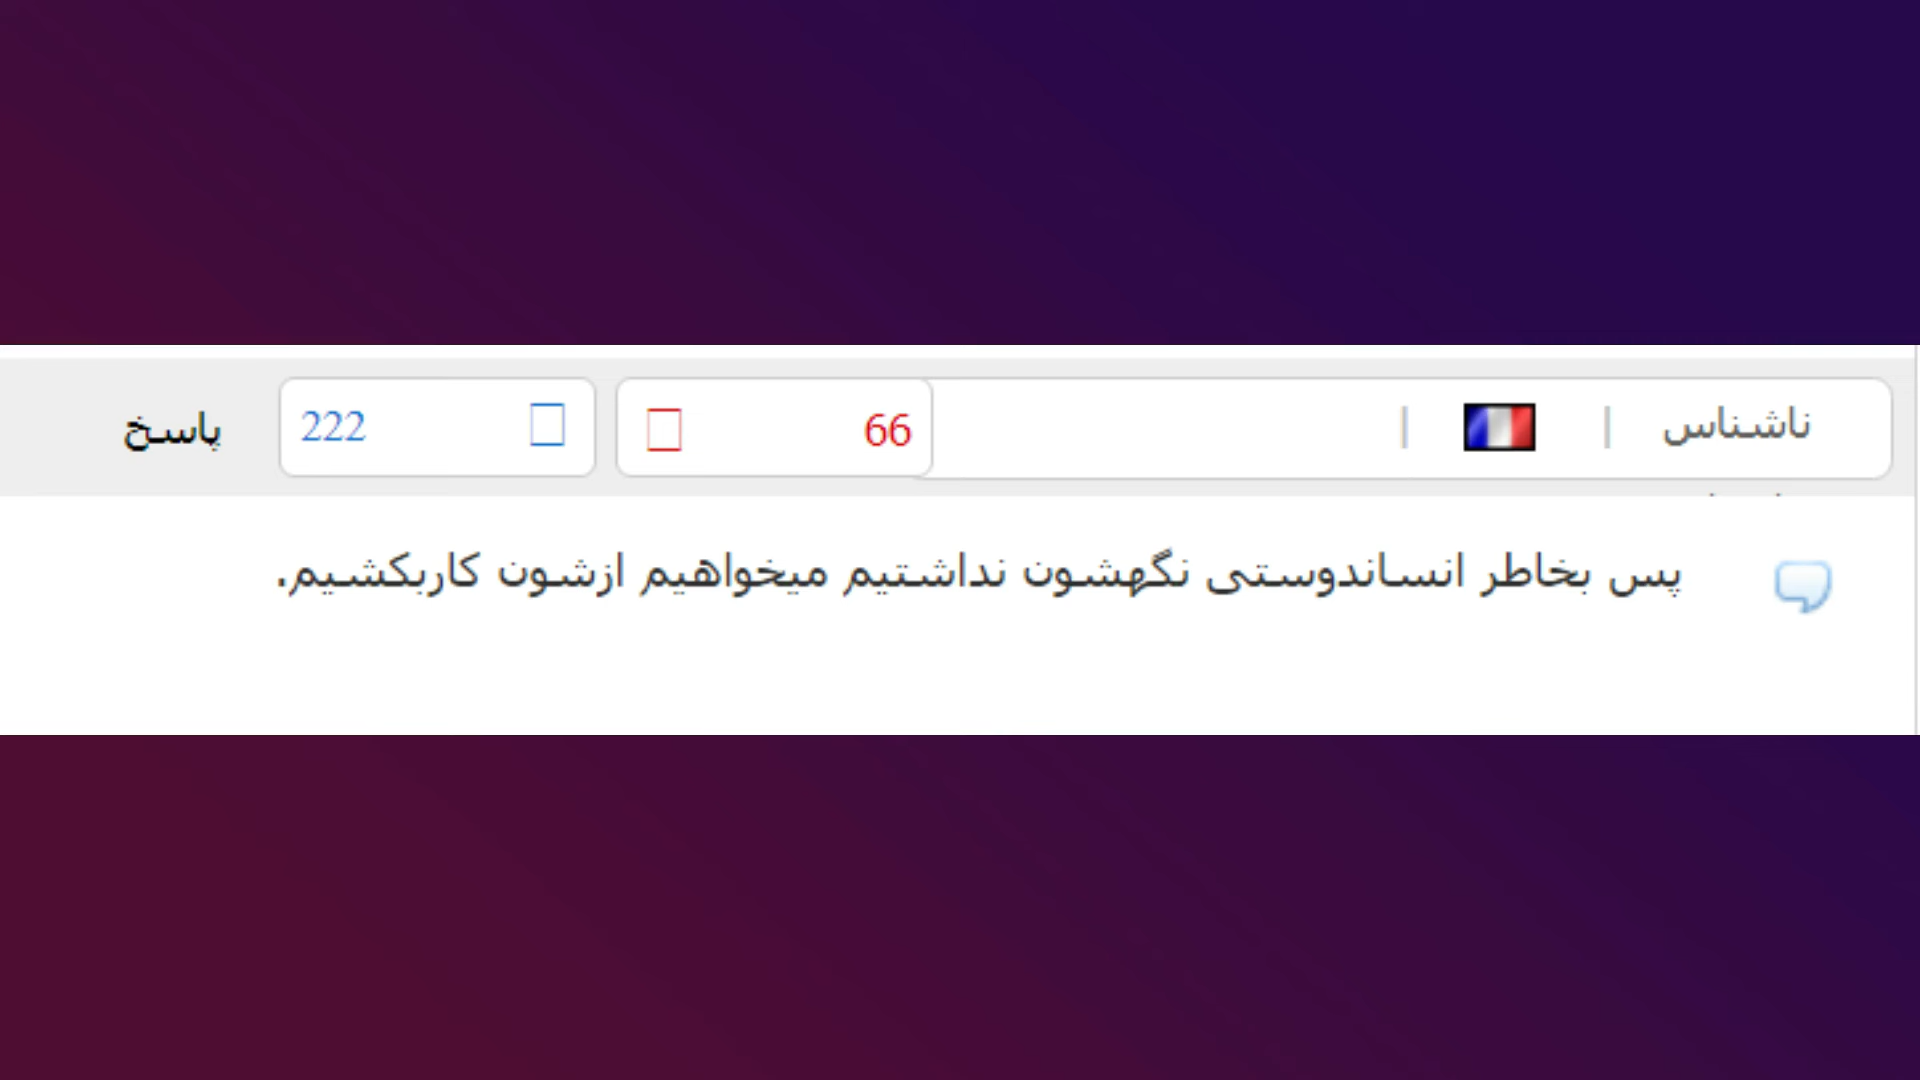 ناشناس | | 66 222 پاسخ
پس بخاطر انساندوستی نگهشون نداشتیم میخواهیم ازشون کاربکشیم.